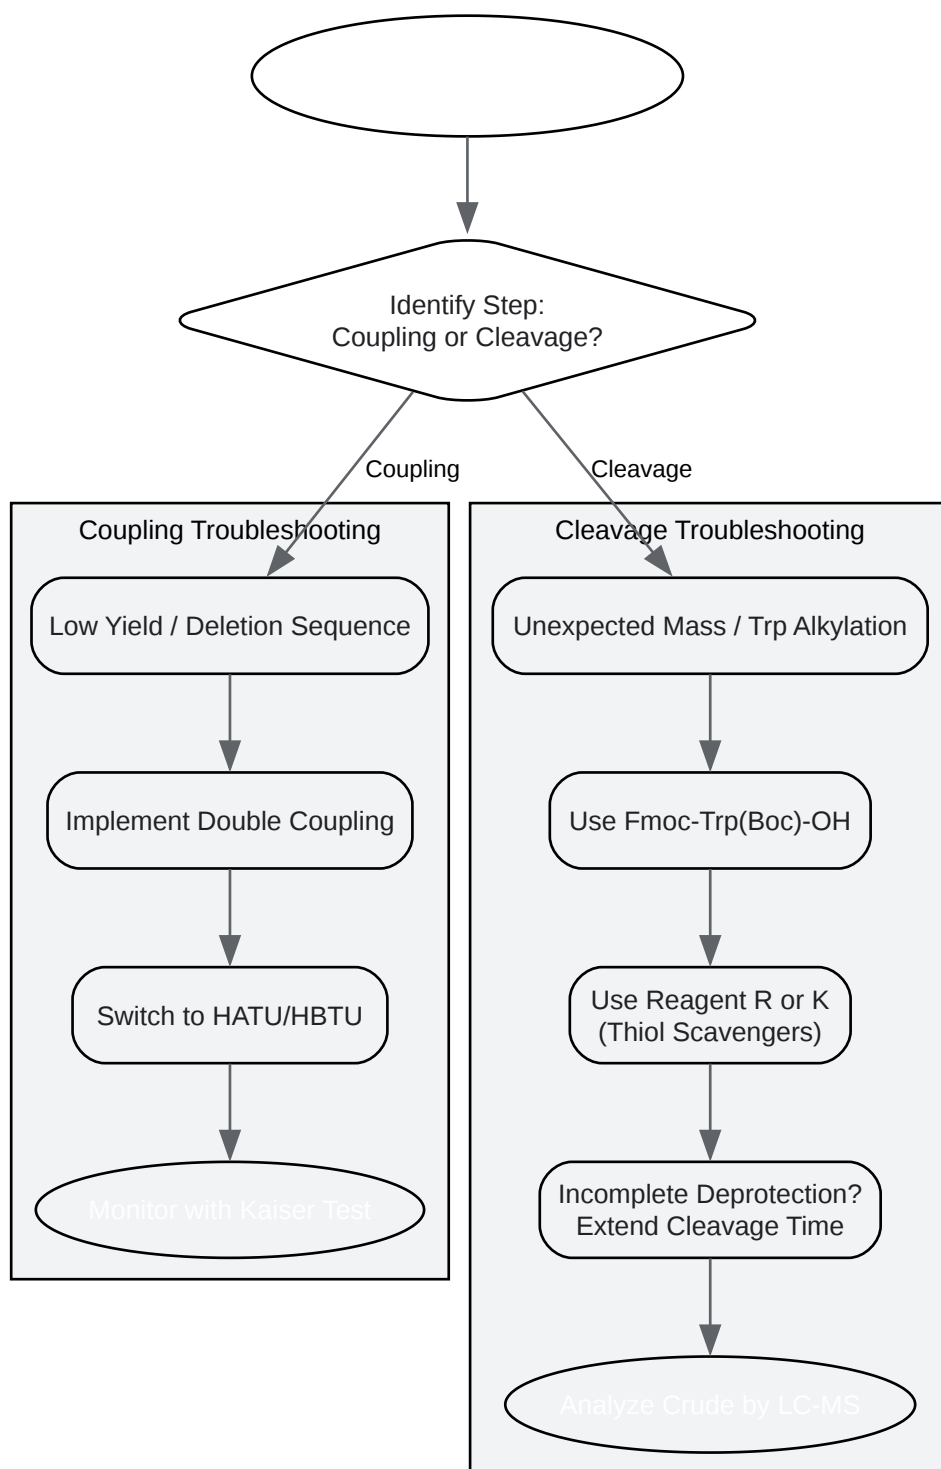 Identify Step:
Coupling or Cleavage?
Coupling
Cleavage
Coupling Troubleshooting
Low Yield / Deletion Sequence
Implement Double Coupling
Switch to HATU/HBTU
Monitor with Kaiser Test
Cleavage Troubleshooting
Unexpected Mass / Trp Alkylation
Use Fmoc-Trp(Boc)-OH
Use Reagent R or K
(Thiol Scavengers)
Incomplete Deprotection?
Extend Cleavage Time
Analyze Crude by LC-MS